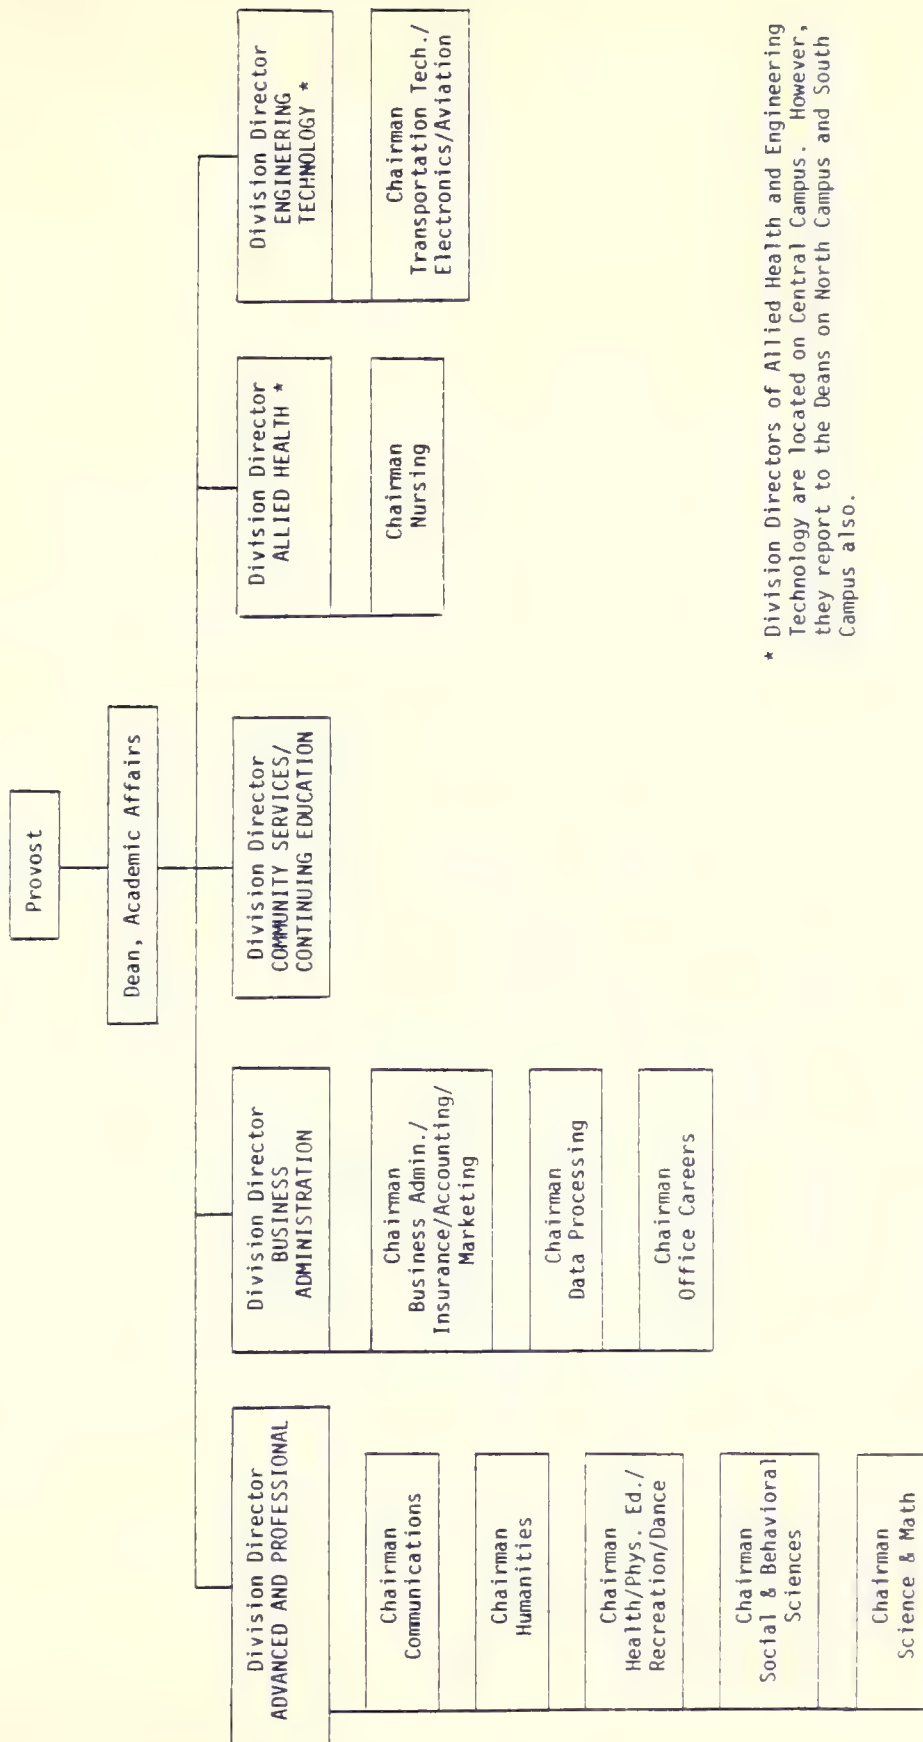 Provost
Dean, Academic Affairs
Division Director
ADVANCED AND PROFESSIONAL
Chairman
Communications
Chairman
Humanities
Chairman
Health/Phys. Ed./
Recreation/Dance
Chairman
Social & Behavioral
Sciences
Chairman
Science & Math
Division Director
BUSINESS
ADMINISTRATION
Chairman
Business Admin./
Insurance/Accounting/
Marketing
Chairman
Data Processing
Chairman
Office Careers
Division Director
COMMUNITY SERVICES/
CONTINUING EDUCATION
Division Director
ALLIED HEALTH *
Chairman
Nursing
Division Director
ENGINEERING
TECHNOLOGY *
Chairman
Transportation Tech./
Electronics/Aviation
* Division Directors of Allied Health and Engineering
Technology are located on Central Campus. However,
they report to the Deans on North Campus and South
Campus also.